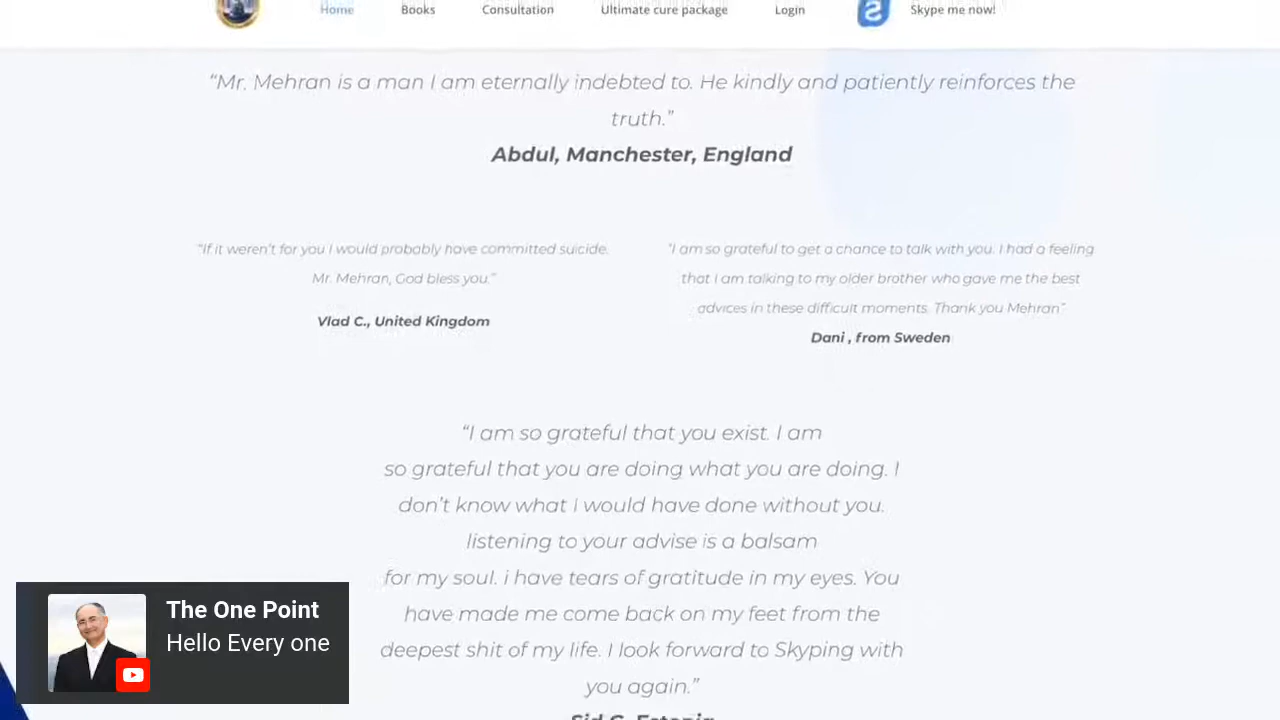 Home Books Consultation Ultimate cure package Login Skype me now!
“Mr. Mehran is a man I am eternally indebted to. He kindly and patiently reinforces the
truth.”
Abdul, Manchester, England
“If it weren’t for you I would probably have committed suicide.
Mr. Mehran, God bless you.”
Vlad C., United Kingdom
“I am so grateful to get a chance to talk with you. I had a feeling
that I am talking to my older brother who gave me the best
advices in these difficult moments. Thank you Mehran”
Dani , from Sweden
“I am so grateful that you exist. I am
so grateful that you are doing what you are doing. I
don’t know what I would have done without you.
listening to your advise is a balsam
for my soul. i have tears of gratitude in my eyes. You
have made me come back on my feet from the
deepest shit of my life. I look forward to Skyping with
you again.”
Sid C, Estonia
The One Point
Hello Every one